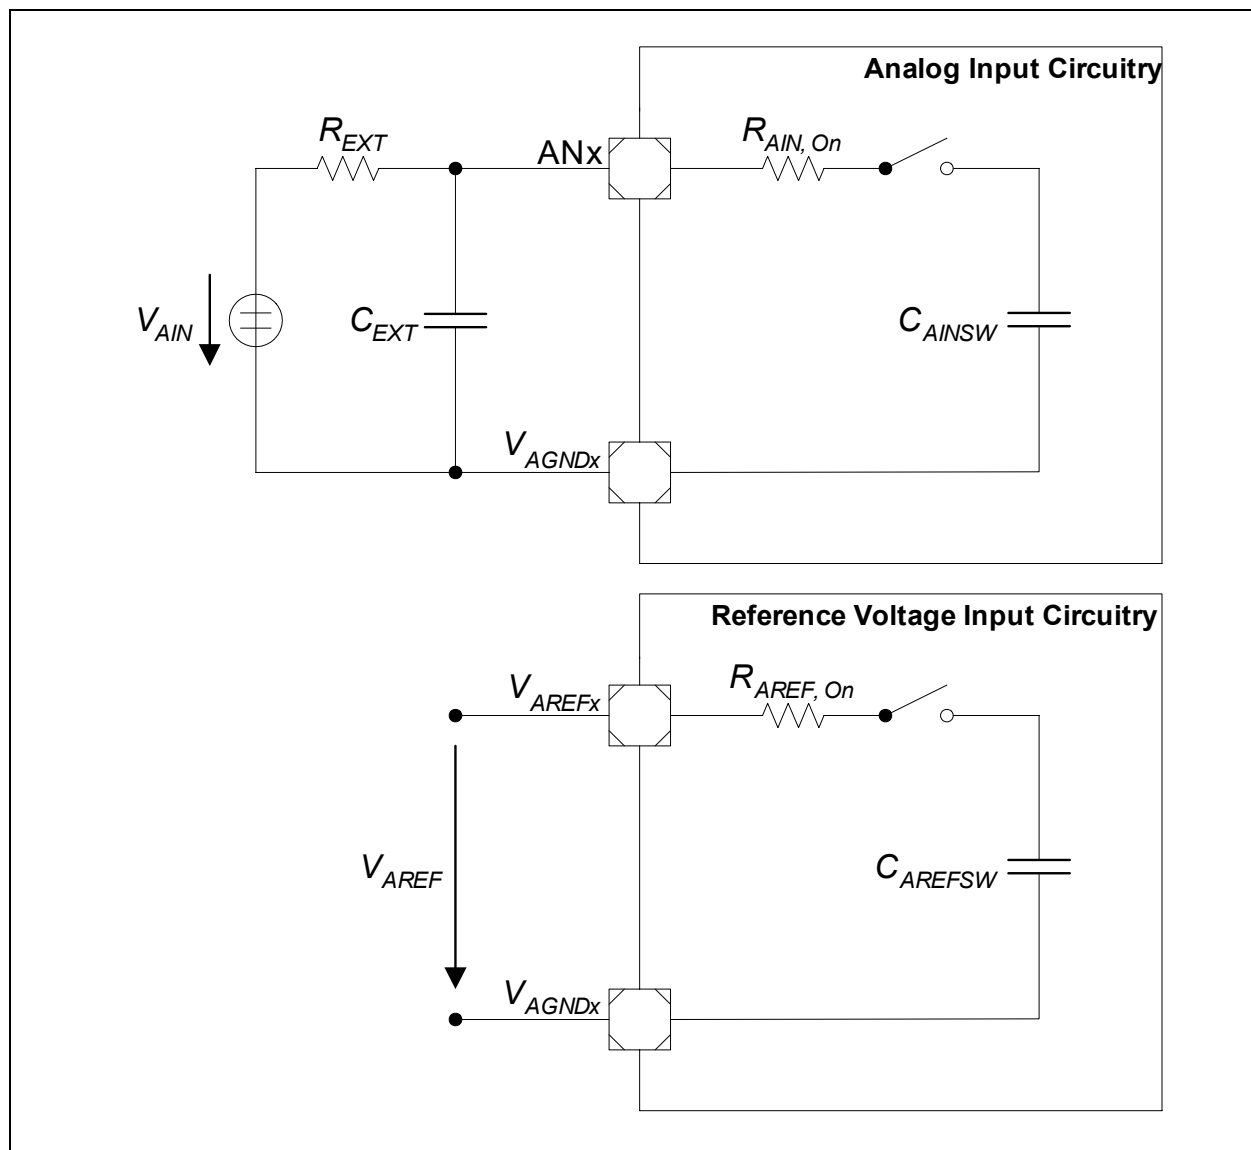 Analog Input Circuitry
R_EXT
ANx
R_AIN, On
V_AIN
C_EXT
C_AINSW
V_AGNDx
Reference Voltage Input Circuitry
V_AREFx
R_AREF, On
V_AREF
C_AREFSW
V_AGNDx